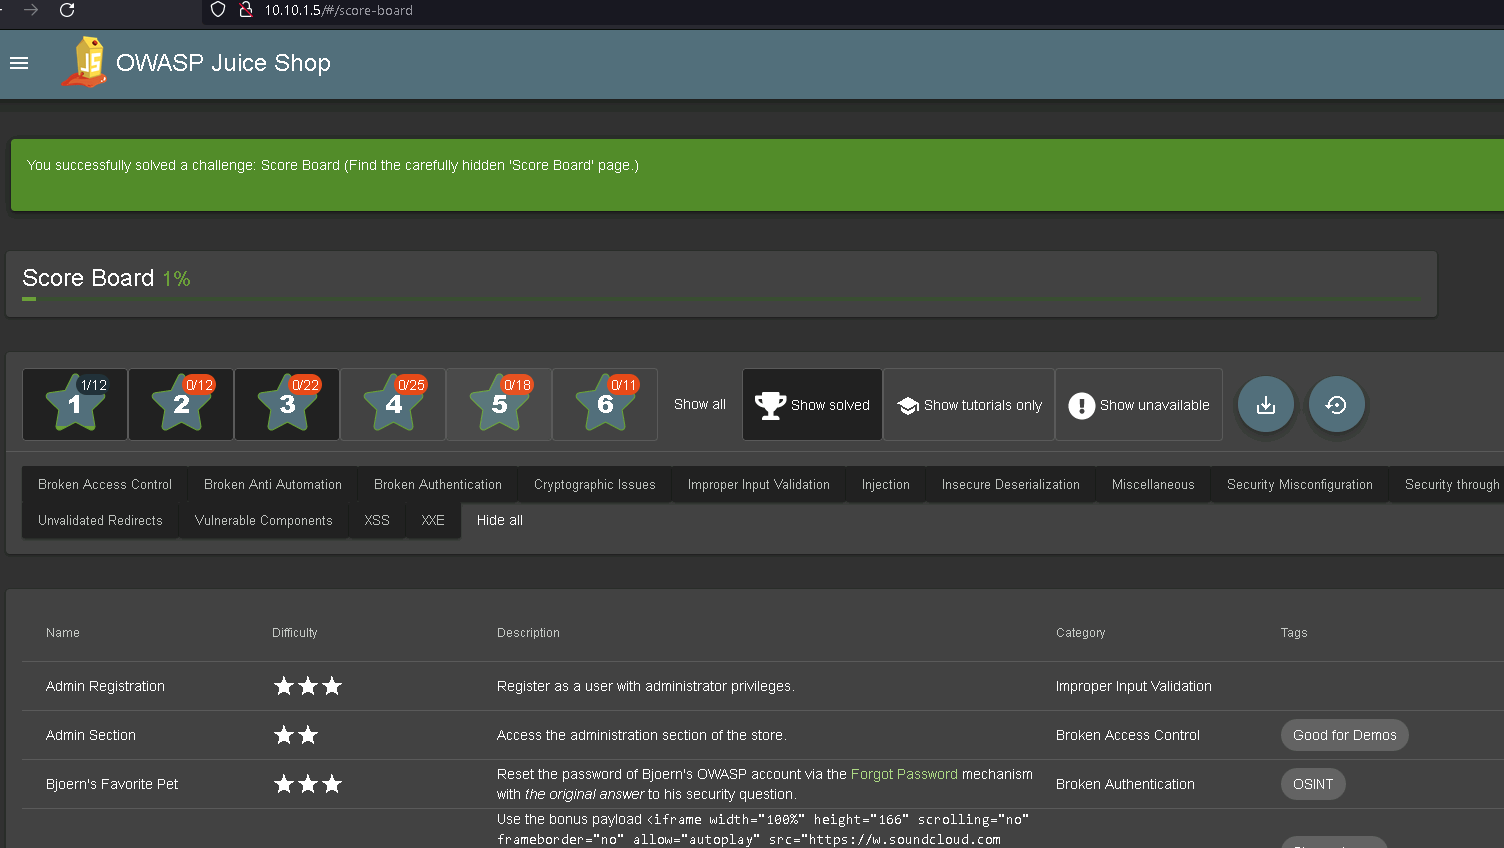 10.10.1.5/#/score-board
OWASP Juice Shop
You successfully solved a challenge: Score Board (Find the carefully hidden 'Score Board' page.)
Score Board 1%
1 1/12 2 0/12 3 0/22 4 0/25 5 0/18 6 0/11 Show all Show solved Show tutorials only Show unavailable
Broken Access Control Broken Anti Automation Broken Authentication Cryptographic Issues Improper Input Validation Injection Insecure Deserialization Miscellaneous Security Misconfiguration Security through
Unvalidated Redirects Vulnerable Components XSS XXE Hide all
Name Difficulty Description Category Tags
Admin Registration Register as a user with administrator privileges. Improper Input Validation
Admin Section Access the administration section of the store. Broken Access Control Good for Demos
Bjoern's Favorite Pet Reset the password of Bjoern's OWASP account via the Forgot Password mechanism
with the original answer to his security question. Broken Authentication OSINT
Use the bonus payload <iframe width="100%" height="166" scrolling="no"
frameborder="no" allow="autoplay" src="https://w.soundcloud.com